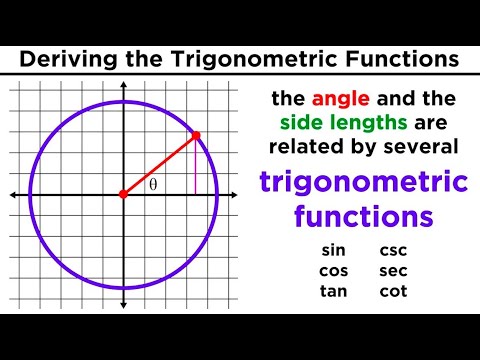 Deriving the Trigonometric Functions
the angle and the
side lengths are
related by several
trigonometric
functions
sin csc
cos sec
tan cot
θ